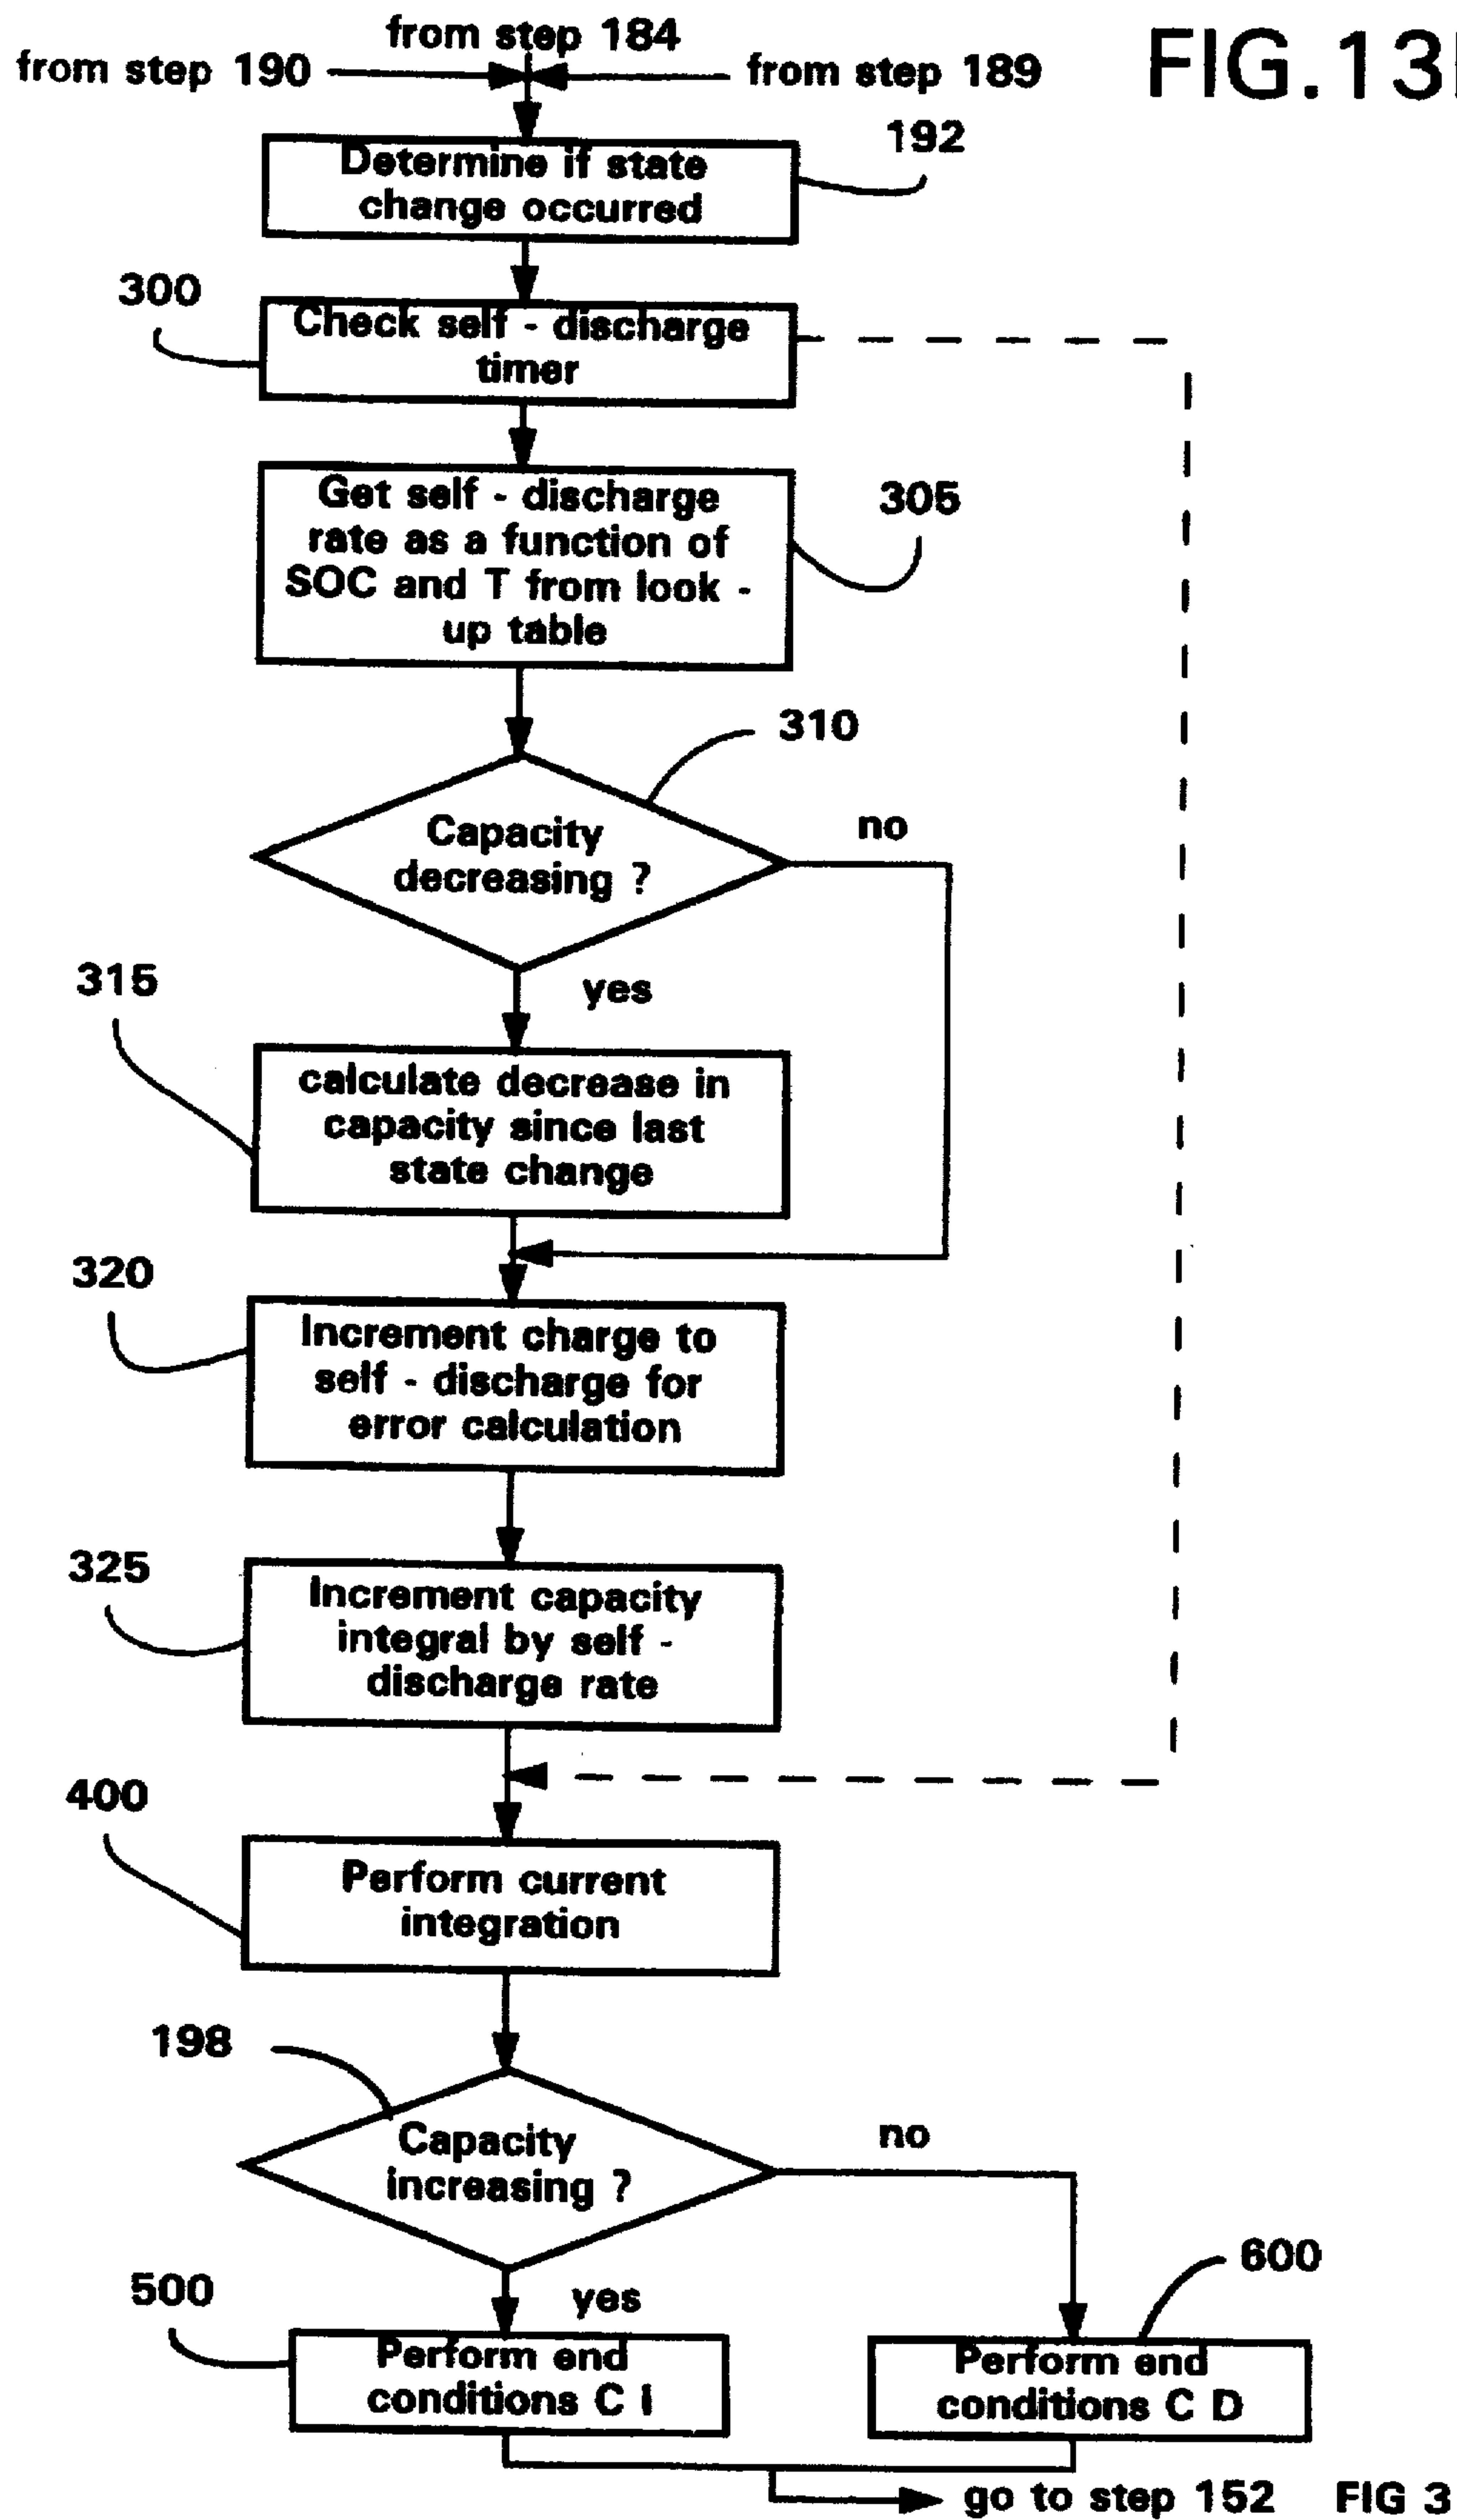 from step 184
from step 190
from step 189
FIG.13
192
Determine if state
change occurred
300
Check self - discharge
timer
305
Get self - discharge
rate as a function of
SOC and T from look -
up table
310
Capacity
decreasing ?
no
yes
315
calculate decrease in
capacity since last
state change
320
Increment charge to
self - discharge for
error calculation
325
Increment capacity
integral by self -
discharge rate
400
Perform current
integration
198
Capacity
increasing ?
no
yes
500
600
Perform end
conditions C I
Perform end
conditions C D
go to step 152 FIG 3